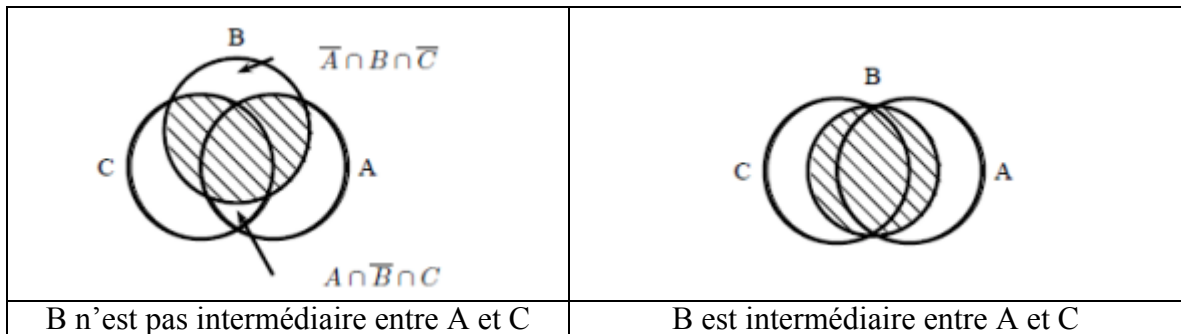 B
A̅ ∩ B ∩ C̅
C
A
A ∩ B̅ ∩ C
B n’est pas intermédiaire entre A et C
B
C
A
B est intermédiaire entre A et C